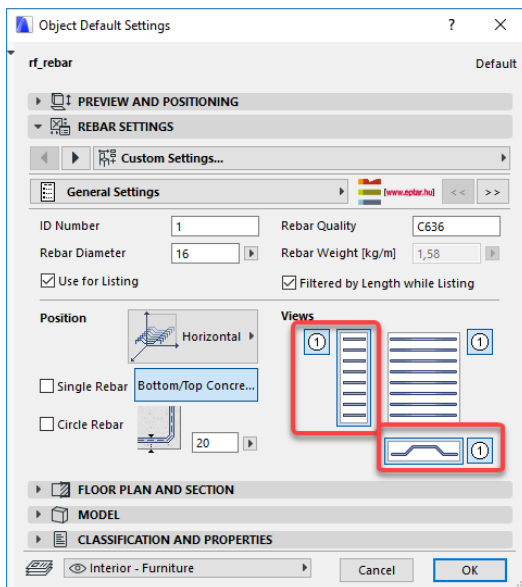 Object Default Settings ? ×
rf_rebar Default
PREVIEW AND POSITIONING
REBAR SETTINGS
Custom Settings...
General Settings [www.eptar.hu] << >>
ID Number 1 Rebar Quality C636
Rebar Diameter 16 Rebar Weight [kg/m] 1,58
Use for Listing Filtered by Length while Listing
Position Views
Horizontal 1 1
Single Rebar Bottom/Top Concre...
Circle Rebar 20 1
FLOOR PLAN AND SECTION
MODEL
CLASSIFICATION AND PROPERTIES
Interior - Furniture Cancel OK